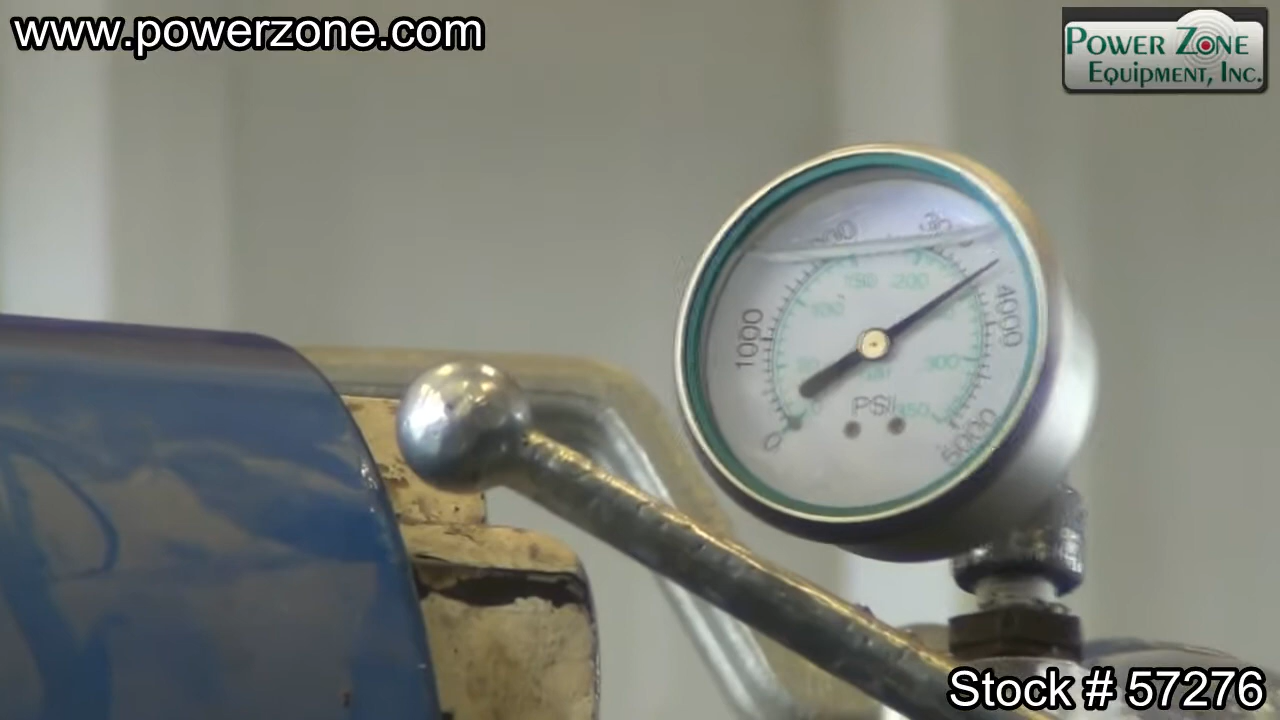 www.powerzone.com
POWER ZONE
EQUIPMENT, INC.
1000
4000
5000
0
150
200
100
300
PSI
Stock # 57276